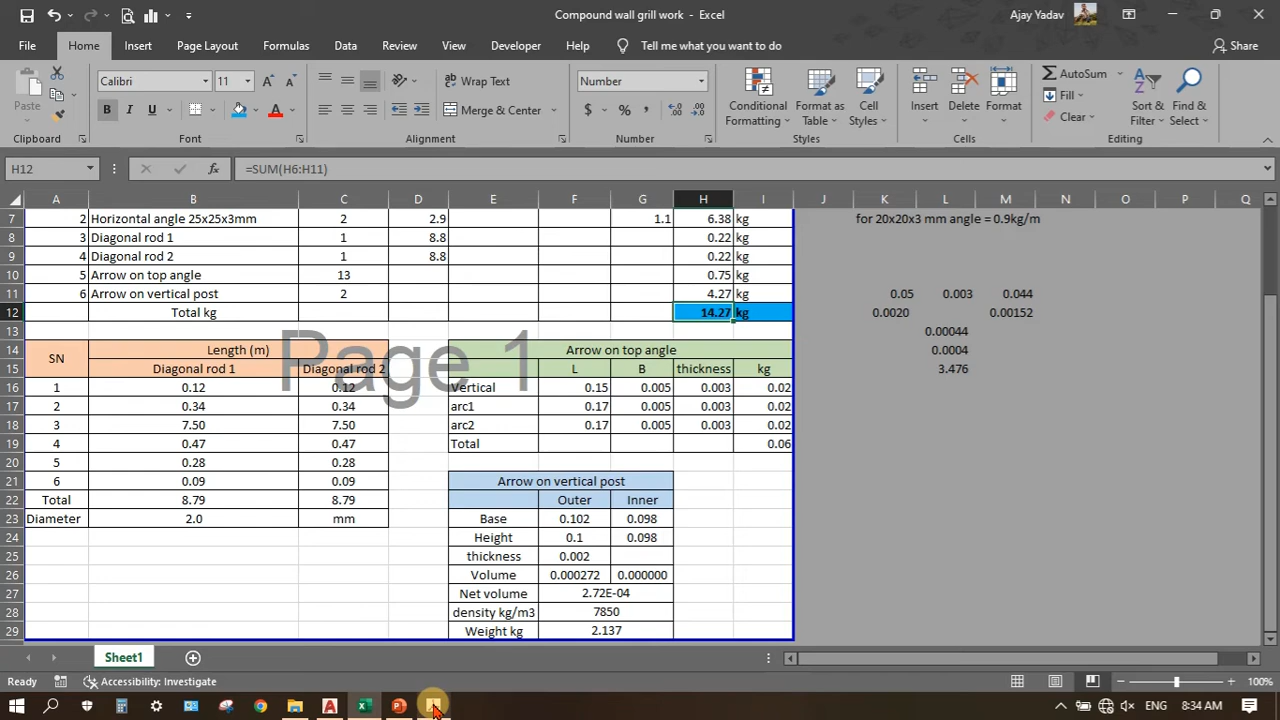 Compound wall grill work - Excel
Ajay Yadav
File Home Insert Page Layout Formulas Data Review View Developer Help Tell me what you want to do Share
Paste
Calibri 11
B I U
Wrap Text
Merge & Center
Number
$ % ,
Conditional Formatting
Format as Table
Cell Styles
Insert
Delete
Format
AutoSum
Fill
Clear
Sort & Filter
Find & Select
Clipboard Font Alignment Number Styles Cells Editing
H12 fx =SUM(H6:H11)
A B C D E F G H I J K L M N O P Q
7 2 Horizontal angle 25x25x3mm 2 2.9 1.1 6.38 kg for 20x20x3 mm angle = 0.9kg/m
8 3 Diagonal rod 1 1 8.8 0.22 kg
9 4 Diagonal rod 2 1 8.8 0.22 kg
10 5 Arrow on top angle 13 0.75 kg
11 6 Arrow on vertical post 2 4.27 kg 0.05 0.003 0.044
12 Total kg 14.27 kg 0.0020 0.00152
13 0.00044
14 SN Length (m) Arrow on top angle 0.0004
15 Diagonal rod 1 Diagonal rod 2 L B thickness kg 3.476
Page 1
16 1 0.12 0.12 Vertical 0.15 0.005 0.003 0.02
17 2 0.34 0.34 arc1 0.17 0.005 0.003 0.02
18 3 7.50 7.50 arc2 0.17 0.005 0.003 0.02
19 4 0.47 0.47 Total 0.06
20 5 0.28 0.28
21 6 0.09 0.09 Arrow on vertical post
22 Total 8.79 8.79 Outer Inner
23 Diameter 2.0 mm Base 0.102 0.098
24 Height 0.1 0.098
25 thickness 0.002
26 Volume 0.000272 0.000000
27 Net volume 2.72E-04
28 density kg/m3 7850
29 Weight kg 2.137
Sheet1
Ready Accessibility: Investigate 100%
8:34 AM